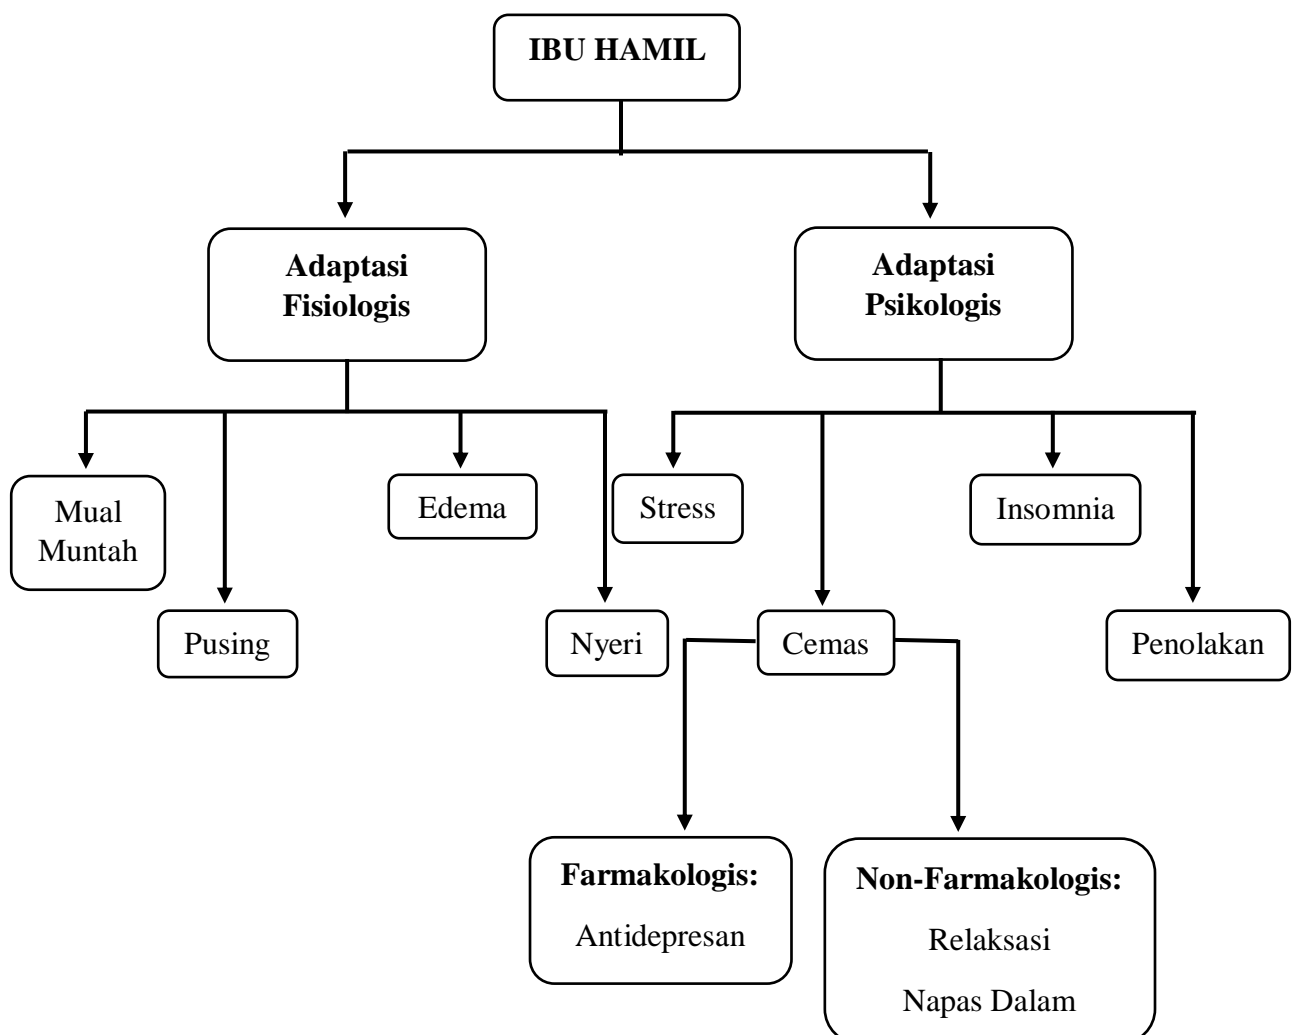 IBU HAMIL
Adaptasi
Fisiologis
Adaptasi
Psikologis
Mual
Muntah
Edema
Stress
Insomnia
Pusing
Nyeri
Cemas
Penolakan
Farmakologis:
Antidepresan
Non-Farmakologis:
Relaksasi
Napas Dalam